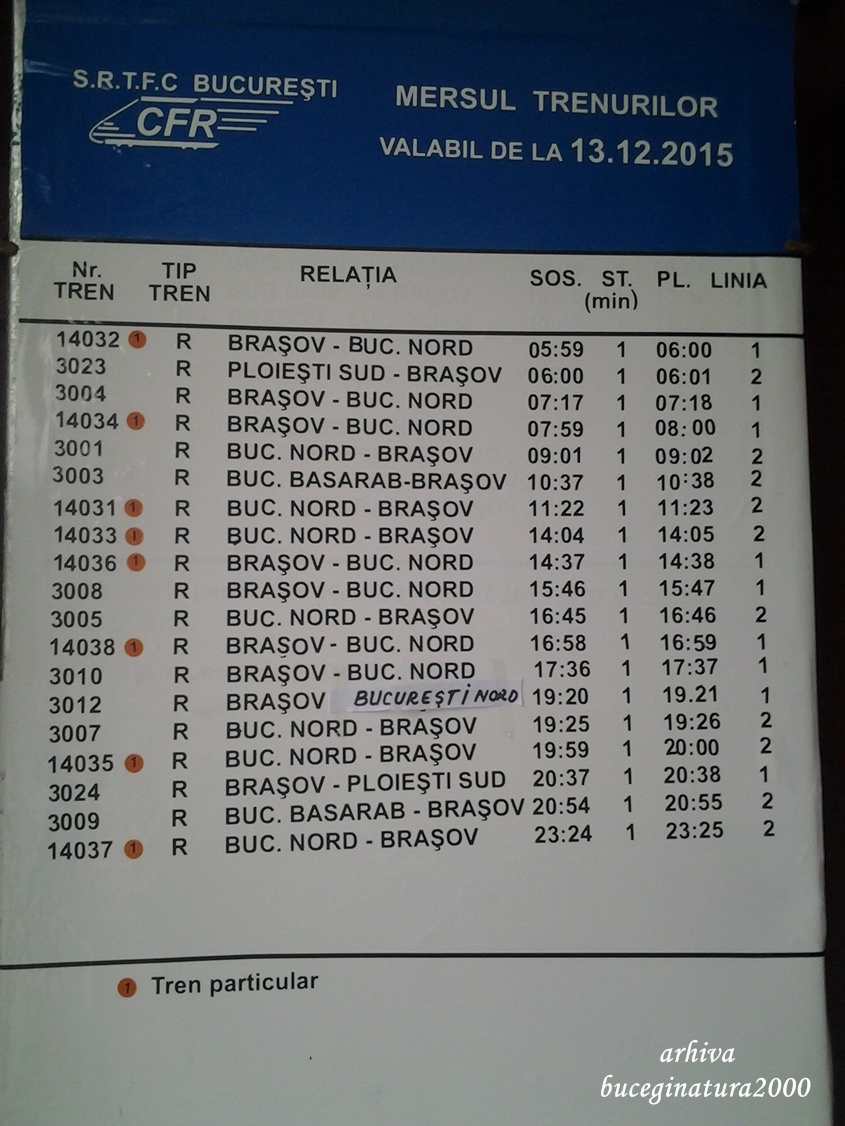 S.R.T.F.C BUCUREŞTI
CFR
MERSUL TRENURILOR
VALABIL DE LA 13.12.2015
Nr. TREN TIP TREN RELAŢIA SOS. ST. (min) PL. LINIA
14032 1 R BRAŞOV - BUC. NORD 05:59 1 06:00 1
3023 R PLOIEŞTI SUD - BRAŞOV 06:00 1 06:01 2
3004 R BRAŞOV - BUC. NORD 07:17 1 07:18 1
14034 1 R BRAŞOV - BUC. NORD 07:59 1 08:00 1
3001 R BUC. NORD - BRAŞOV 09:01 1 09:02 2
3003 R BUC. BASARAB-BRAŞOV 10:37 1 10:38 2
14031 1 R BUC. NORD - BRAŞOV 11:22 1 11:23 2
14033 1 R BUC. NORD - BRAŞOV 14:04 1 14:05 2
14036 1 R BRAŞOV - BUC. NORD 14:37 1 14:38 1
3008 R BRAŞOV - BUC. NORD 15:46 1 15:47 1
3005 R BUC. NORD - BRAŞOV 16:45 1 16:46 2
14038 1 R BRAŞOV - BUC. NORD 16:58 1 16:59 1
3010 R BRAŞOV - BUC. NORD 17:36 1 17:37 1
3012 R BRAŞOV BUCUREŞTI NORD 19:20 1 19.21 1
3007 R BUC. NORD - BRAŞOV 19:25 1 19:26 2
14035 1 R BUC. NORD - BRAŞOV 19:59 1 20:00 2
3024 R BRAŞOV - PLOIEŞTI SUD 20:37 1 20:38 1
3009 R BUC. BASARAB - BRAŞOV 20:54 1 20:55 2
14037 1 R BUC. NORD - BRAŞOV 23:24 1 23:25 2
1 Tren particular
arhiva
buceginatura2000